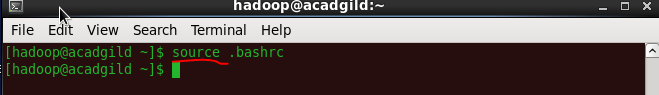 hadoop@acadgild:~
File Edit View Search Terminal Help
[hadoop@acadgild:~]$ source .bashrc
[hadoop@acadgild:~]$